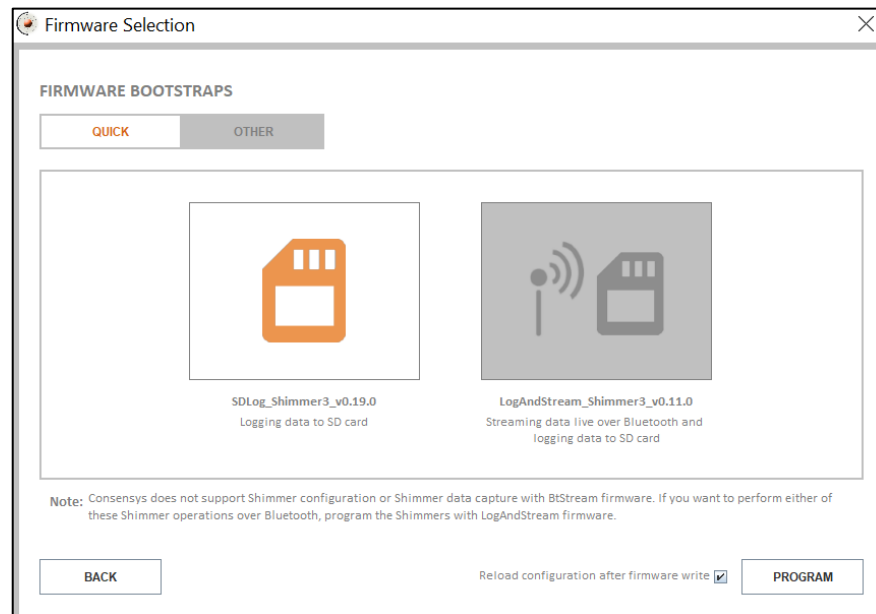 Firmware Selection
FIRMWARE BOOTSTRAPS
QUICK
OTHER
SDLog_Shimmer3_v0.19.0
Logging data to SD card
LogAndStream_Shimmer3_v0.11.0
Streaming data live over Bluetooth and
logging data to SD card
Note: Consensys does not support Shimmer configuration or Shimmer data capture with BtStream firmware. If you want to perform either of
these Shimmer operations over Bluetooth, program the Shimmers with LogAndStream firmware.
BACK
Reload configuration after firmware write
PROGRAM